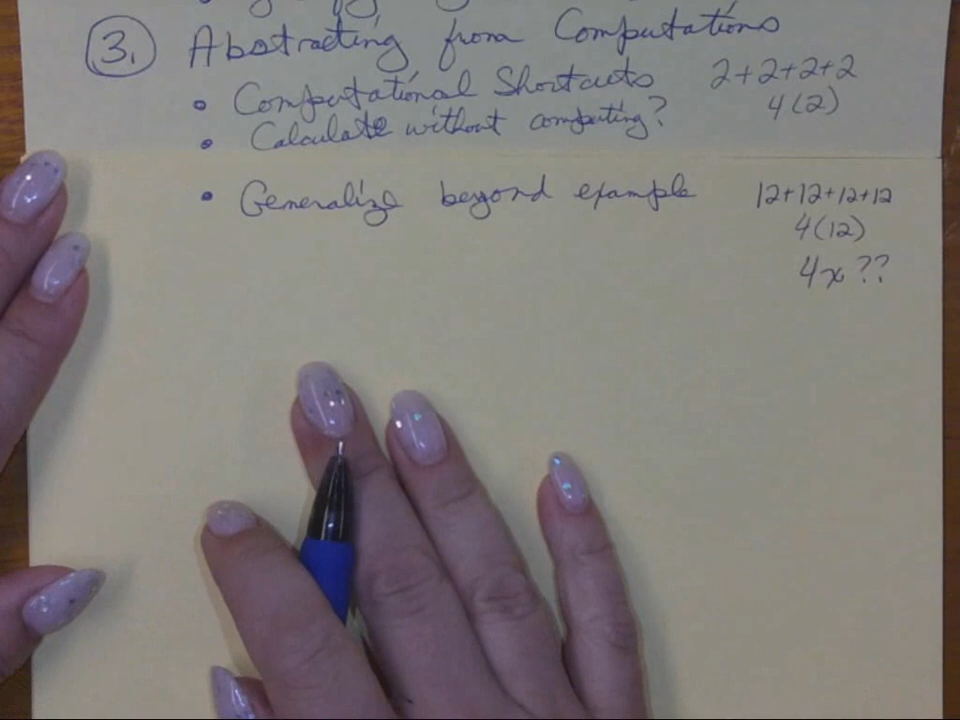 3. Abstracting from Computations
• Computational Shortcuts 2+2+2+2
4(2)
• Calculate without computing?
• Generalize beyond example 12+12+12+12
4(12)
4x ??